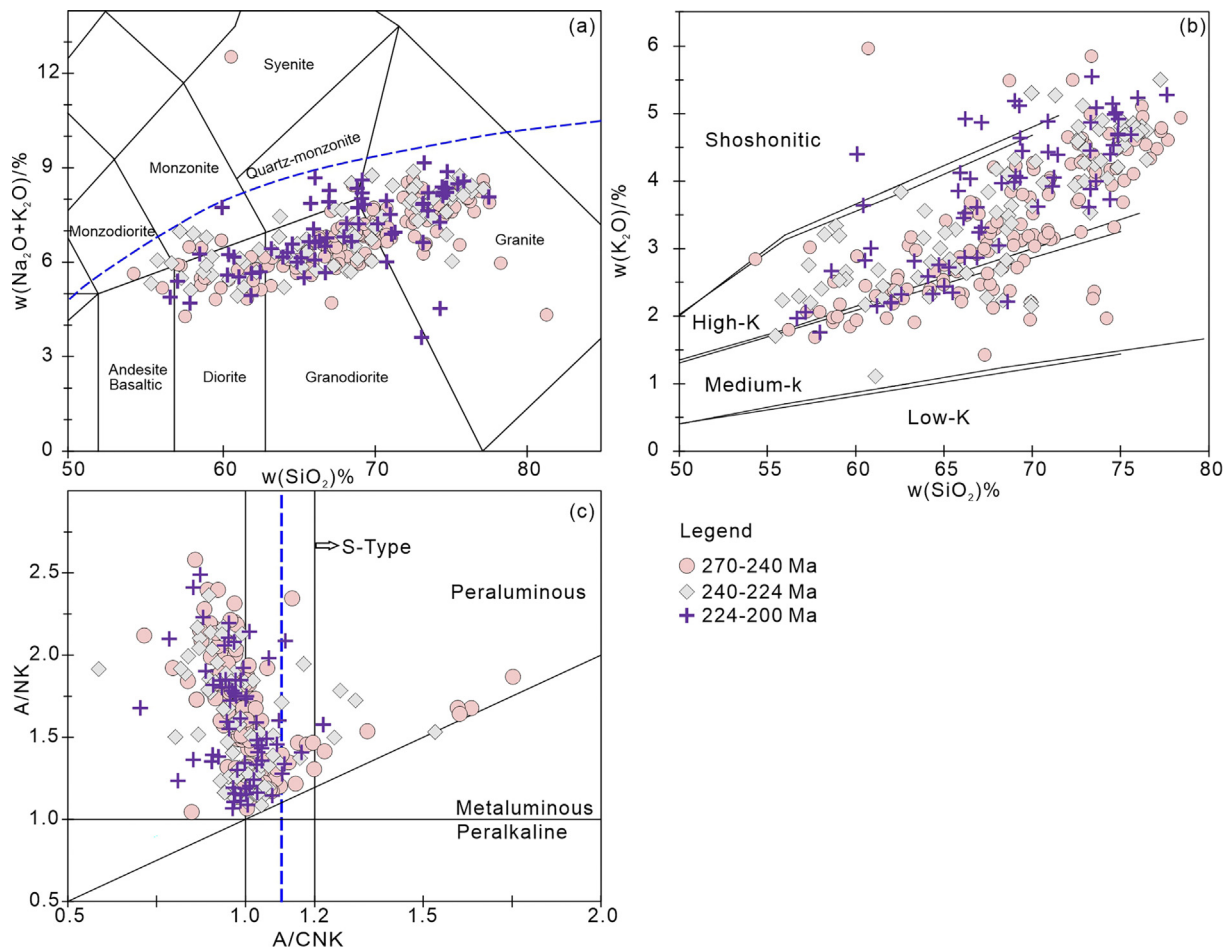 (a)
w(Na₂O+K₂O)/%
12
9
6
3
0
50
60
70
w(SiO₂)%
Syenite
Quartz-monzonite
Monzonite
Monzodiorite
Granite
Andesite
Basaltic
Diorite
Granodiorite
(b)
w(K₂O)/%
6
5
4
3
2
1
0
50
55
60
65
70
75
80
w(SiO₂)%
Shoshonitic
High-K
Medium-k
Low-K
(c)
A/NK
2.5
2.0
1.5
1.0
0.5
0.5
1.0
1.2
1.5
2.0
A/CNK
S-Type
Peraluminous
Metaluminous
Peralkaline
Legend
270-240 Ma
240-224 Ma
224-200 Ma